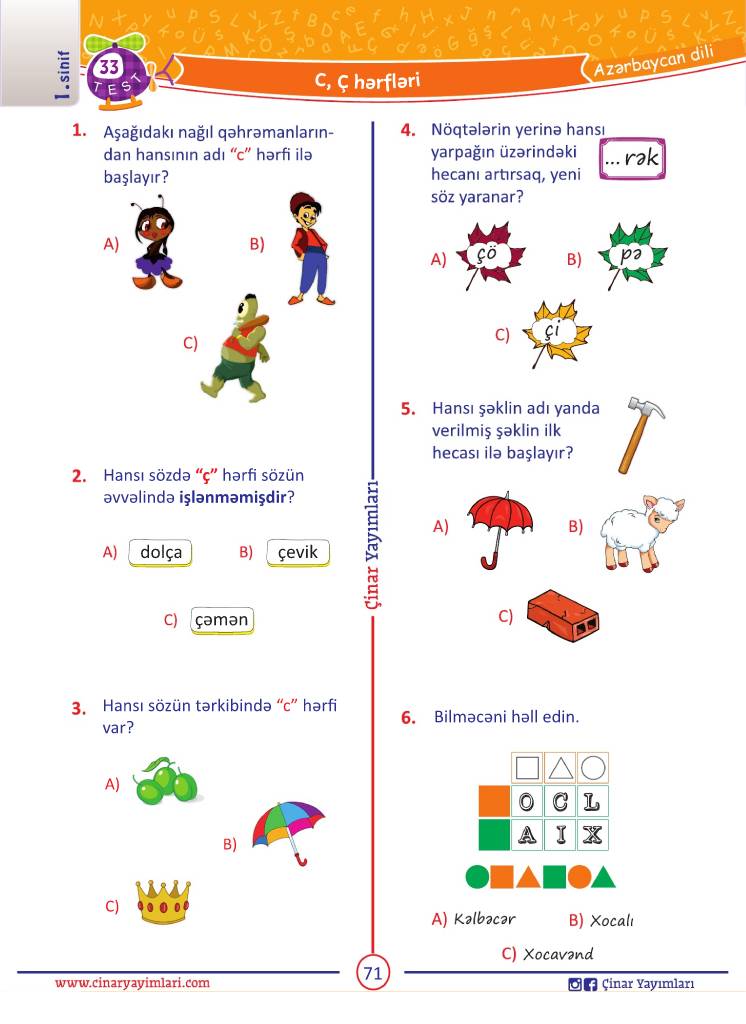 1.sinif
33
TEST
C, Ç hərfləri
Azərbaycan dili
1. Aşağıdakı nağıl qəhrəmanların-
dan hansının adı “c” hərfi ilə
başlayır?
A)
B)
C)
2. Hansı sözdə “ç” hərfi sözün
əvvəlində işlənməmişdir?
A) dolça
B) çevik
C) çəmən
3. Hansı sözün tərkibində “c” hərfi
var?
A)
B)
C)
Çinar Yayımları
4. Nöqtələrin yerinə hansı
yarpağın üzərindəki
hecanı artırsaq, yeni
söz yaranar?
... rək
A) çö
B) pə
C) çi
5. Hansı şəklin adı yanda
verilmiş şəklin ilk
hecası ilə başlayır?
A)
B)
C)
6. Bilməcəni həll edin.
O C L
A I X
A) Kəlbəcər
B) Xocalı
C) Xocavənd
www.cinaryayimlari.com
71
Çinar Yayımları